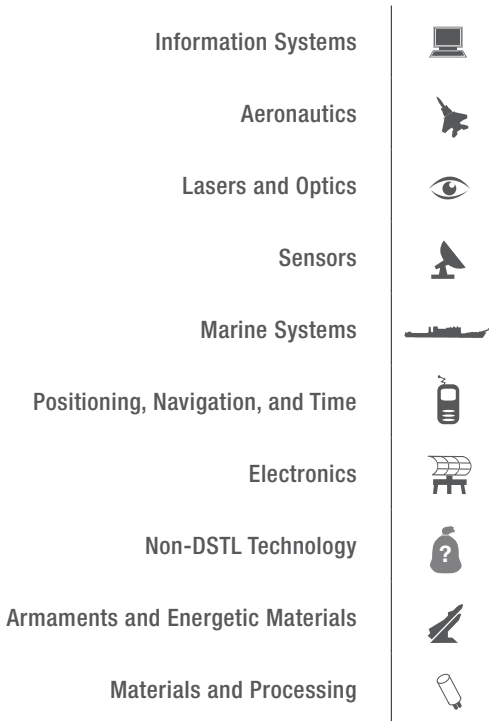 Information Systems
Aeronautics
Lasers and Optics
Sensors
Marine Systems
Positioning, Navigation, and Time
Electronics
Non-DSTL Technology
?
Armaments and Energetic Materials
Materials and Processing